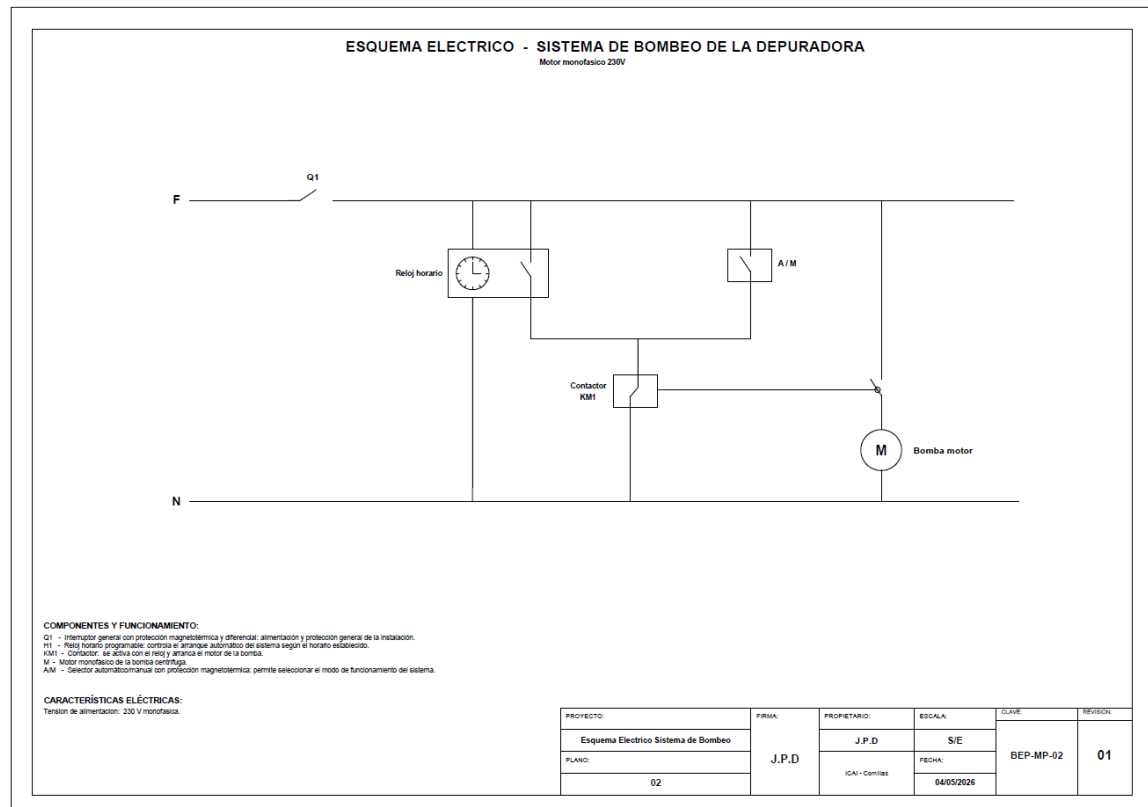 ESQUEMA ELECTRICO - SISTEMA DE BOMBEO DE LA DEPURADORA
Motor monofasico 230V
Q1
F
Reloj horario
A / M
Contactor
KM1
M
Bomba motor
N
COMPONENTES Y FUNCIONAMIENTO:
Q1 - Interruptor general con protección magnetotérmica y diferencial: alimentación y protección general de la instalación.
H1 - Reloj horario programable: controla el arranque automático del sistema según el horario establecido.
KM1 - Contactor: se activa con el reloj y arranca el motor de la bomba.
M - Motor monofásico de la bomba centrífuga.
A/M - Selector automático/manual con protección magnetotérmica: permite seleccionar el modo de funcionamiento del sistema.
CARACTERÍSTICAS ELÉCTRICAS:
Tension de alimentacion: 230 V monofasica.
PROYECTO:
Esquema Electrico Sistema de Bombeo
PLANO:
02
FIRMA:
J.P.D
PROPIETARIO:
J.P.D
ICAI - Comillas
ESCALA:
S/E
FECHA:
04/05/2026
CLAVE:
BEP-MP-02
REVISION:
01